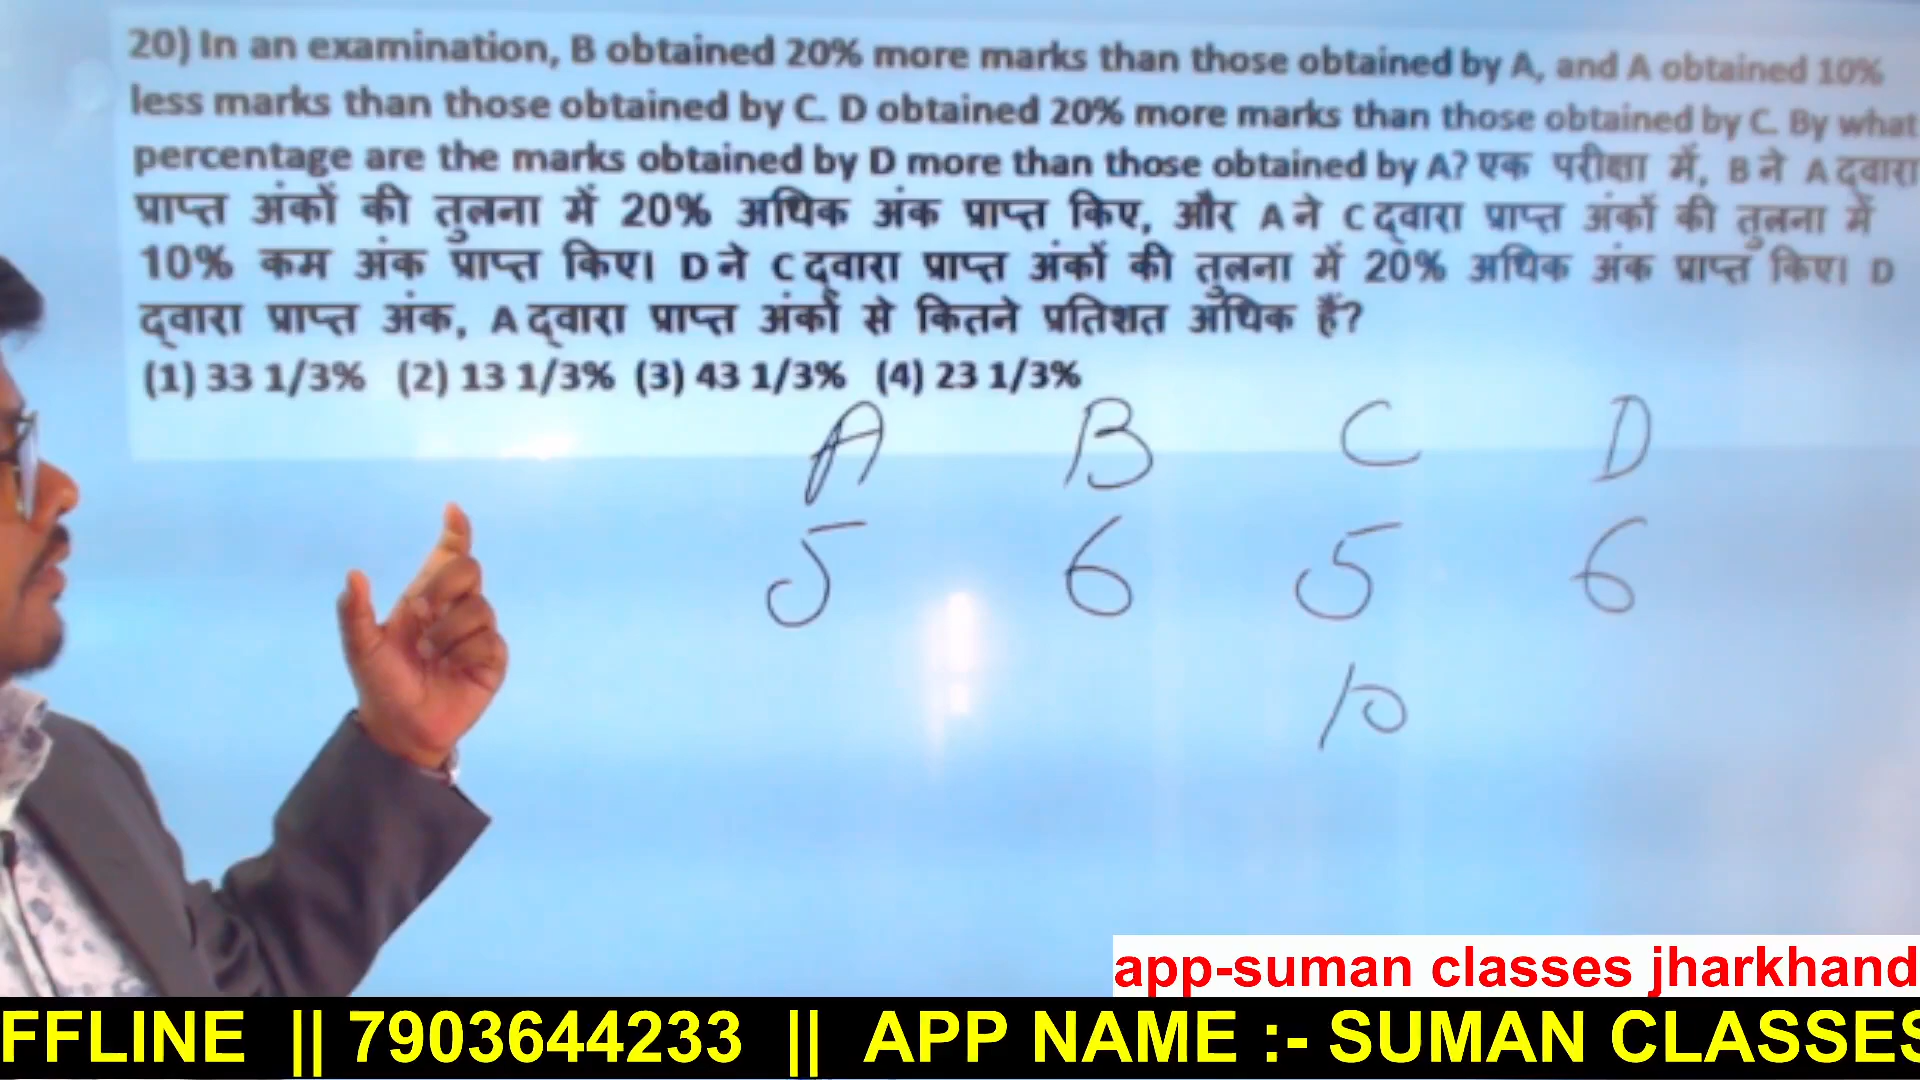 20) In an examination, B obtained 20% more marks than those obtained by A, and A obtained 10%
less marks than those obtained by C. D obtained 20% more marks than those obtained by C. By what
percentage are the marks obtained by D more than those obtained by A? एक परीक्षा में, B ने A द्वारा
प्राप्त अंकों की तुलना में 20% अधिक अंक प्राप्त किए, और A ने C द्वारा प्राप्त अंकों की तुलना में
10% कम अंक प्राप्त किए। D ने C द्वारा प्राप्त अंकों की तुलना में 20% अधिक अंक प्राप्त किए। D
द्वारा प्राप्त अंक, A द्वारा प्राप्त अंकों से कितने प्रतिशत अधिक हैं?
(1) 33 1/3% (2) 13 1/3% (3) 43 1/3% (4) 23 1/3%
A B C D
5 6 5 6
10
app-suman classes jharkhand
FFLINE || 7903644233 || APP NAME :- SUMAN CLASSES